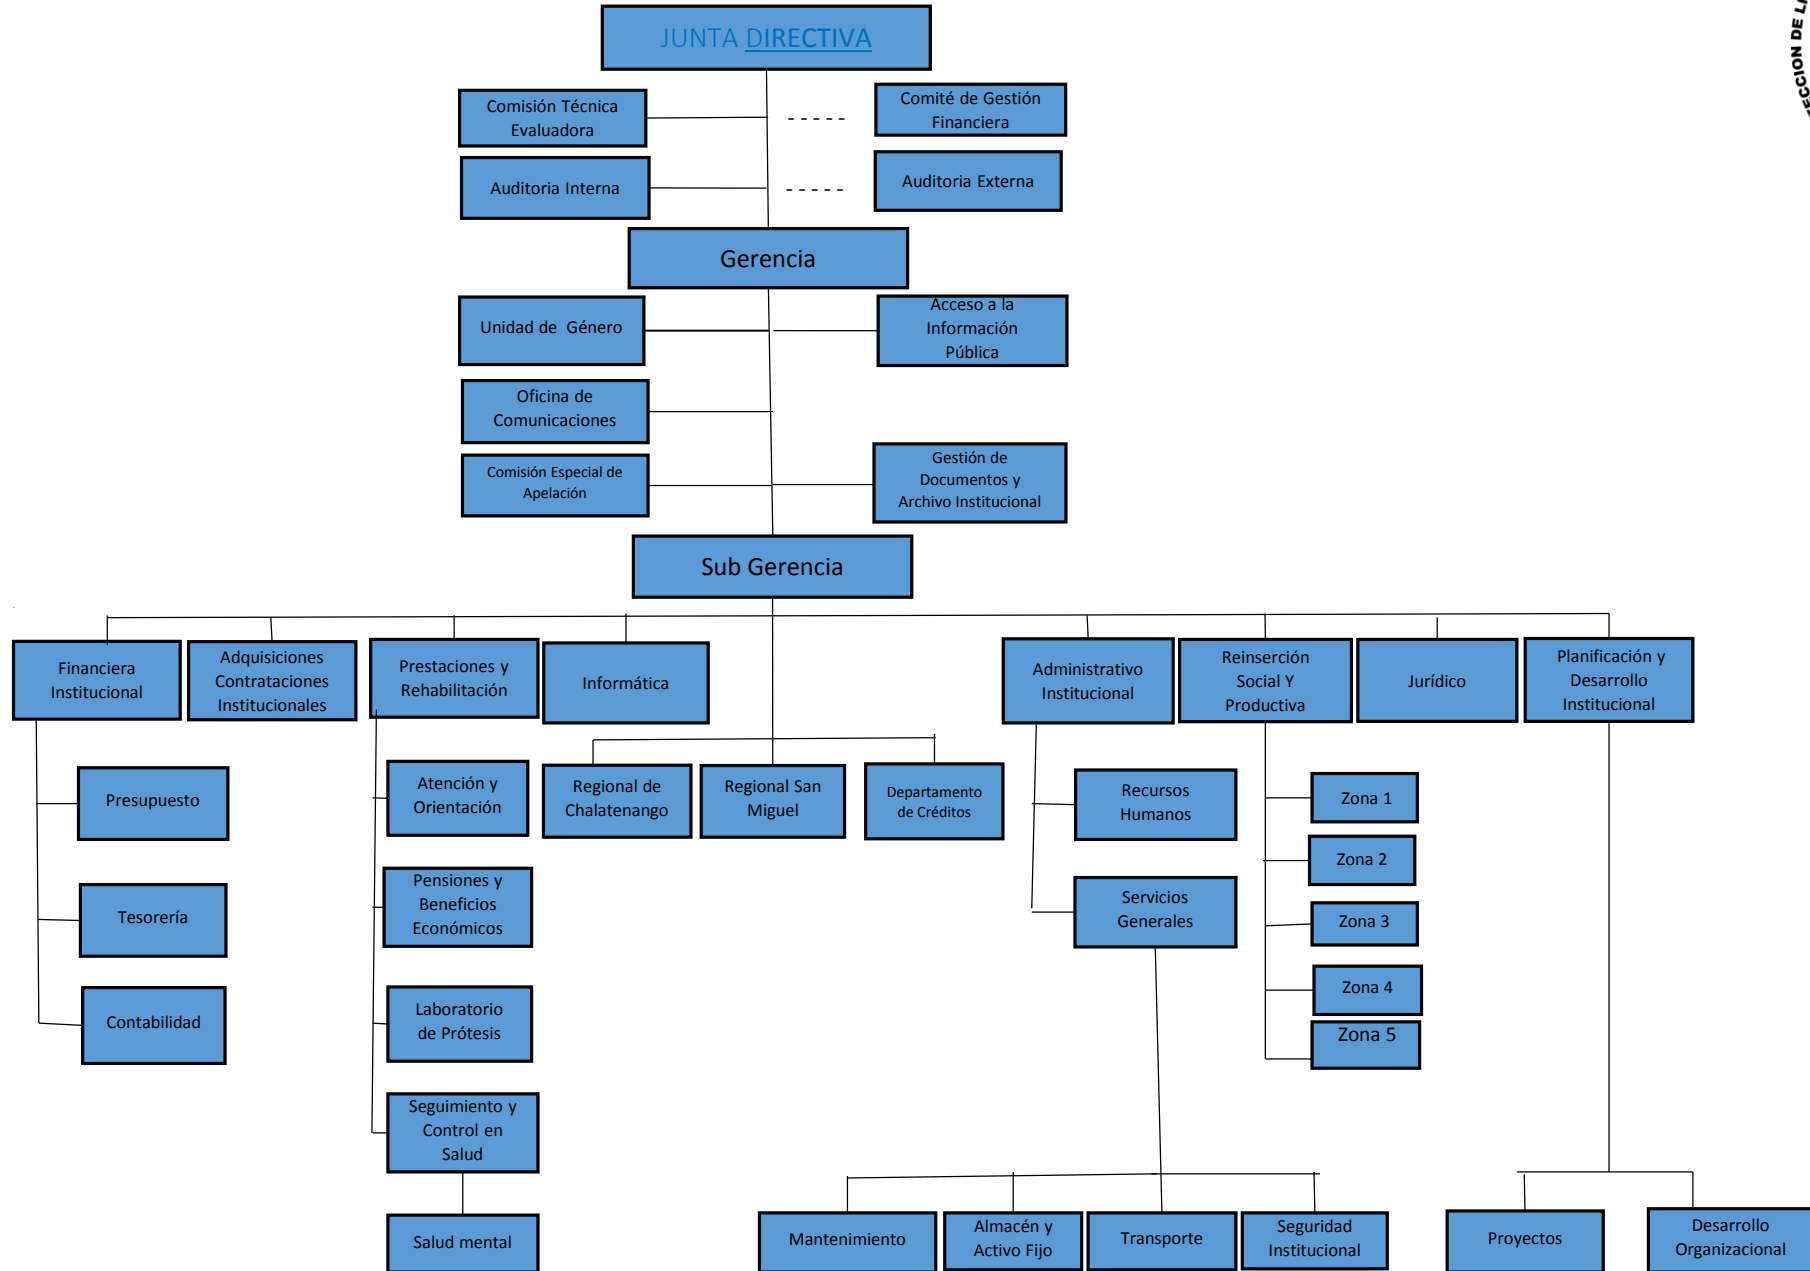 JUNTA DIRECTIVA
Comisión Técnica
Evaluadora
Comité de Gestión
Financiera
Auditoria Interna
Auditoria Externa
Gerencia
Unidad de Género
Acceso a la
Información
Pública
Oficina de
Comunicaciones
Comisión Especial de
Apelación
Gestión de
Documentos y
Archivo Institucional
Sub Gerencia
Financiera
Institucional
Adquisiciones
Contrataciones
Institucionales
Prestaciones y
Rehabilitación
Informática
Administrativo
Institucional
Reinserción
Social Y
Productiva
Jurídico
Planificación y
Desarrollo
Institucional
Presupuesto
Tesorería
Contabilidad
Atención y
Orientación
Pensiones y
Beneficios
Económicos
Laboratorio
de Prótesis
Seguimiento y
Control en
Salud
Salud mental
Regional de
Chalatenango
Regional San
Miguel
Departamento
de Créditos
Recursos
Humanos
Servicios
Generales
Zona 1
Zona 2
Zona 3
Zona 4
Zona 5
Mantenimiento
Almacén y
Activo Fijo
Transporte
Seguridad
Institucional
Proyectos
Desarrollo
Organizacional
DE